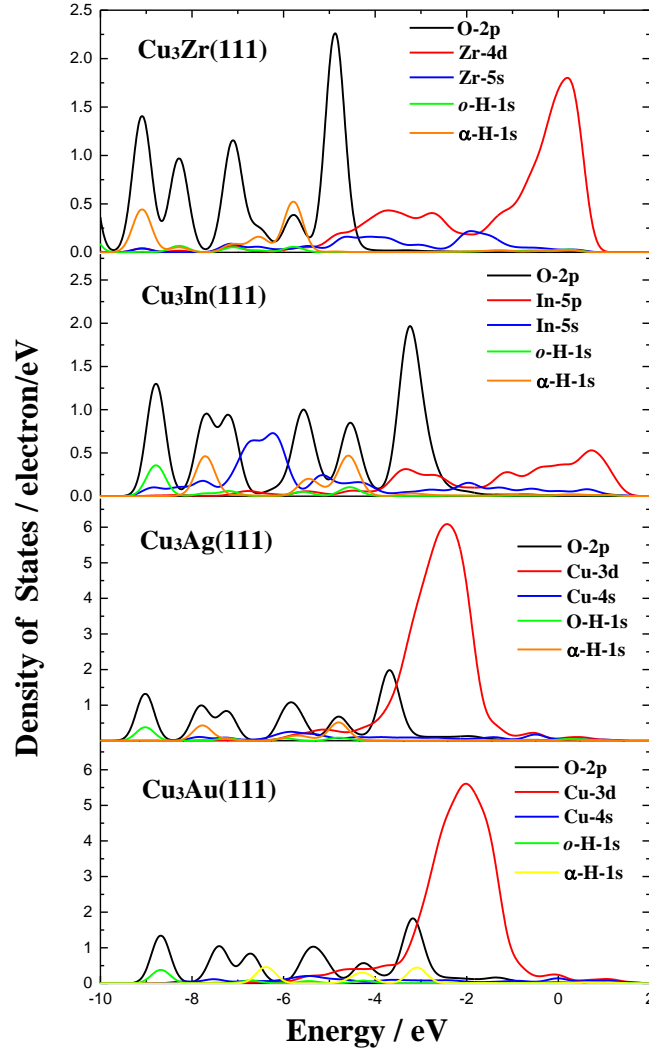 Cu₃Zr(111)
O-2p
Zr-4d
Zr-5s
o-H-1s
α-H-1s
2.5
2.0
1.5
1.0
0.5
0.0
Cu₃In(111)
O-2p
In-5p
In-5s
o-H-1s
α-H-1s
2.0
1.5
1.0
0.5
0.0
Cu₃Ag(111)
O-2p
Cu-3d
Cu-4s
O-H-1s
α-H-1s
6
5
4
3
2
1
Cu₃Au(111)
O-2p
Cu-3d
Cu-4s
o-H-1s
α-H-1s
6
5
4
3
2
1
0
-10 -8 -6 -4 -2 0 2
Energy / eV
Density of States / electron/eV